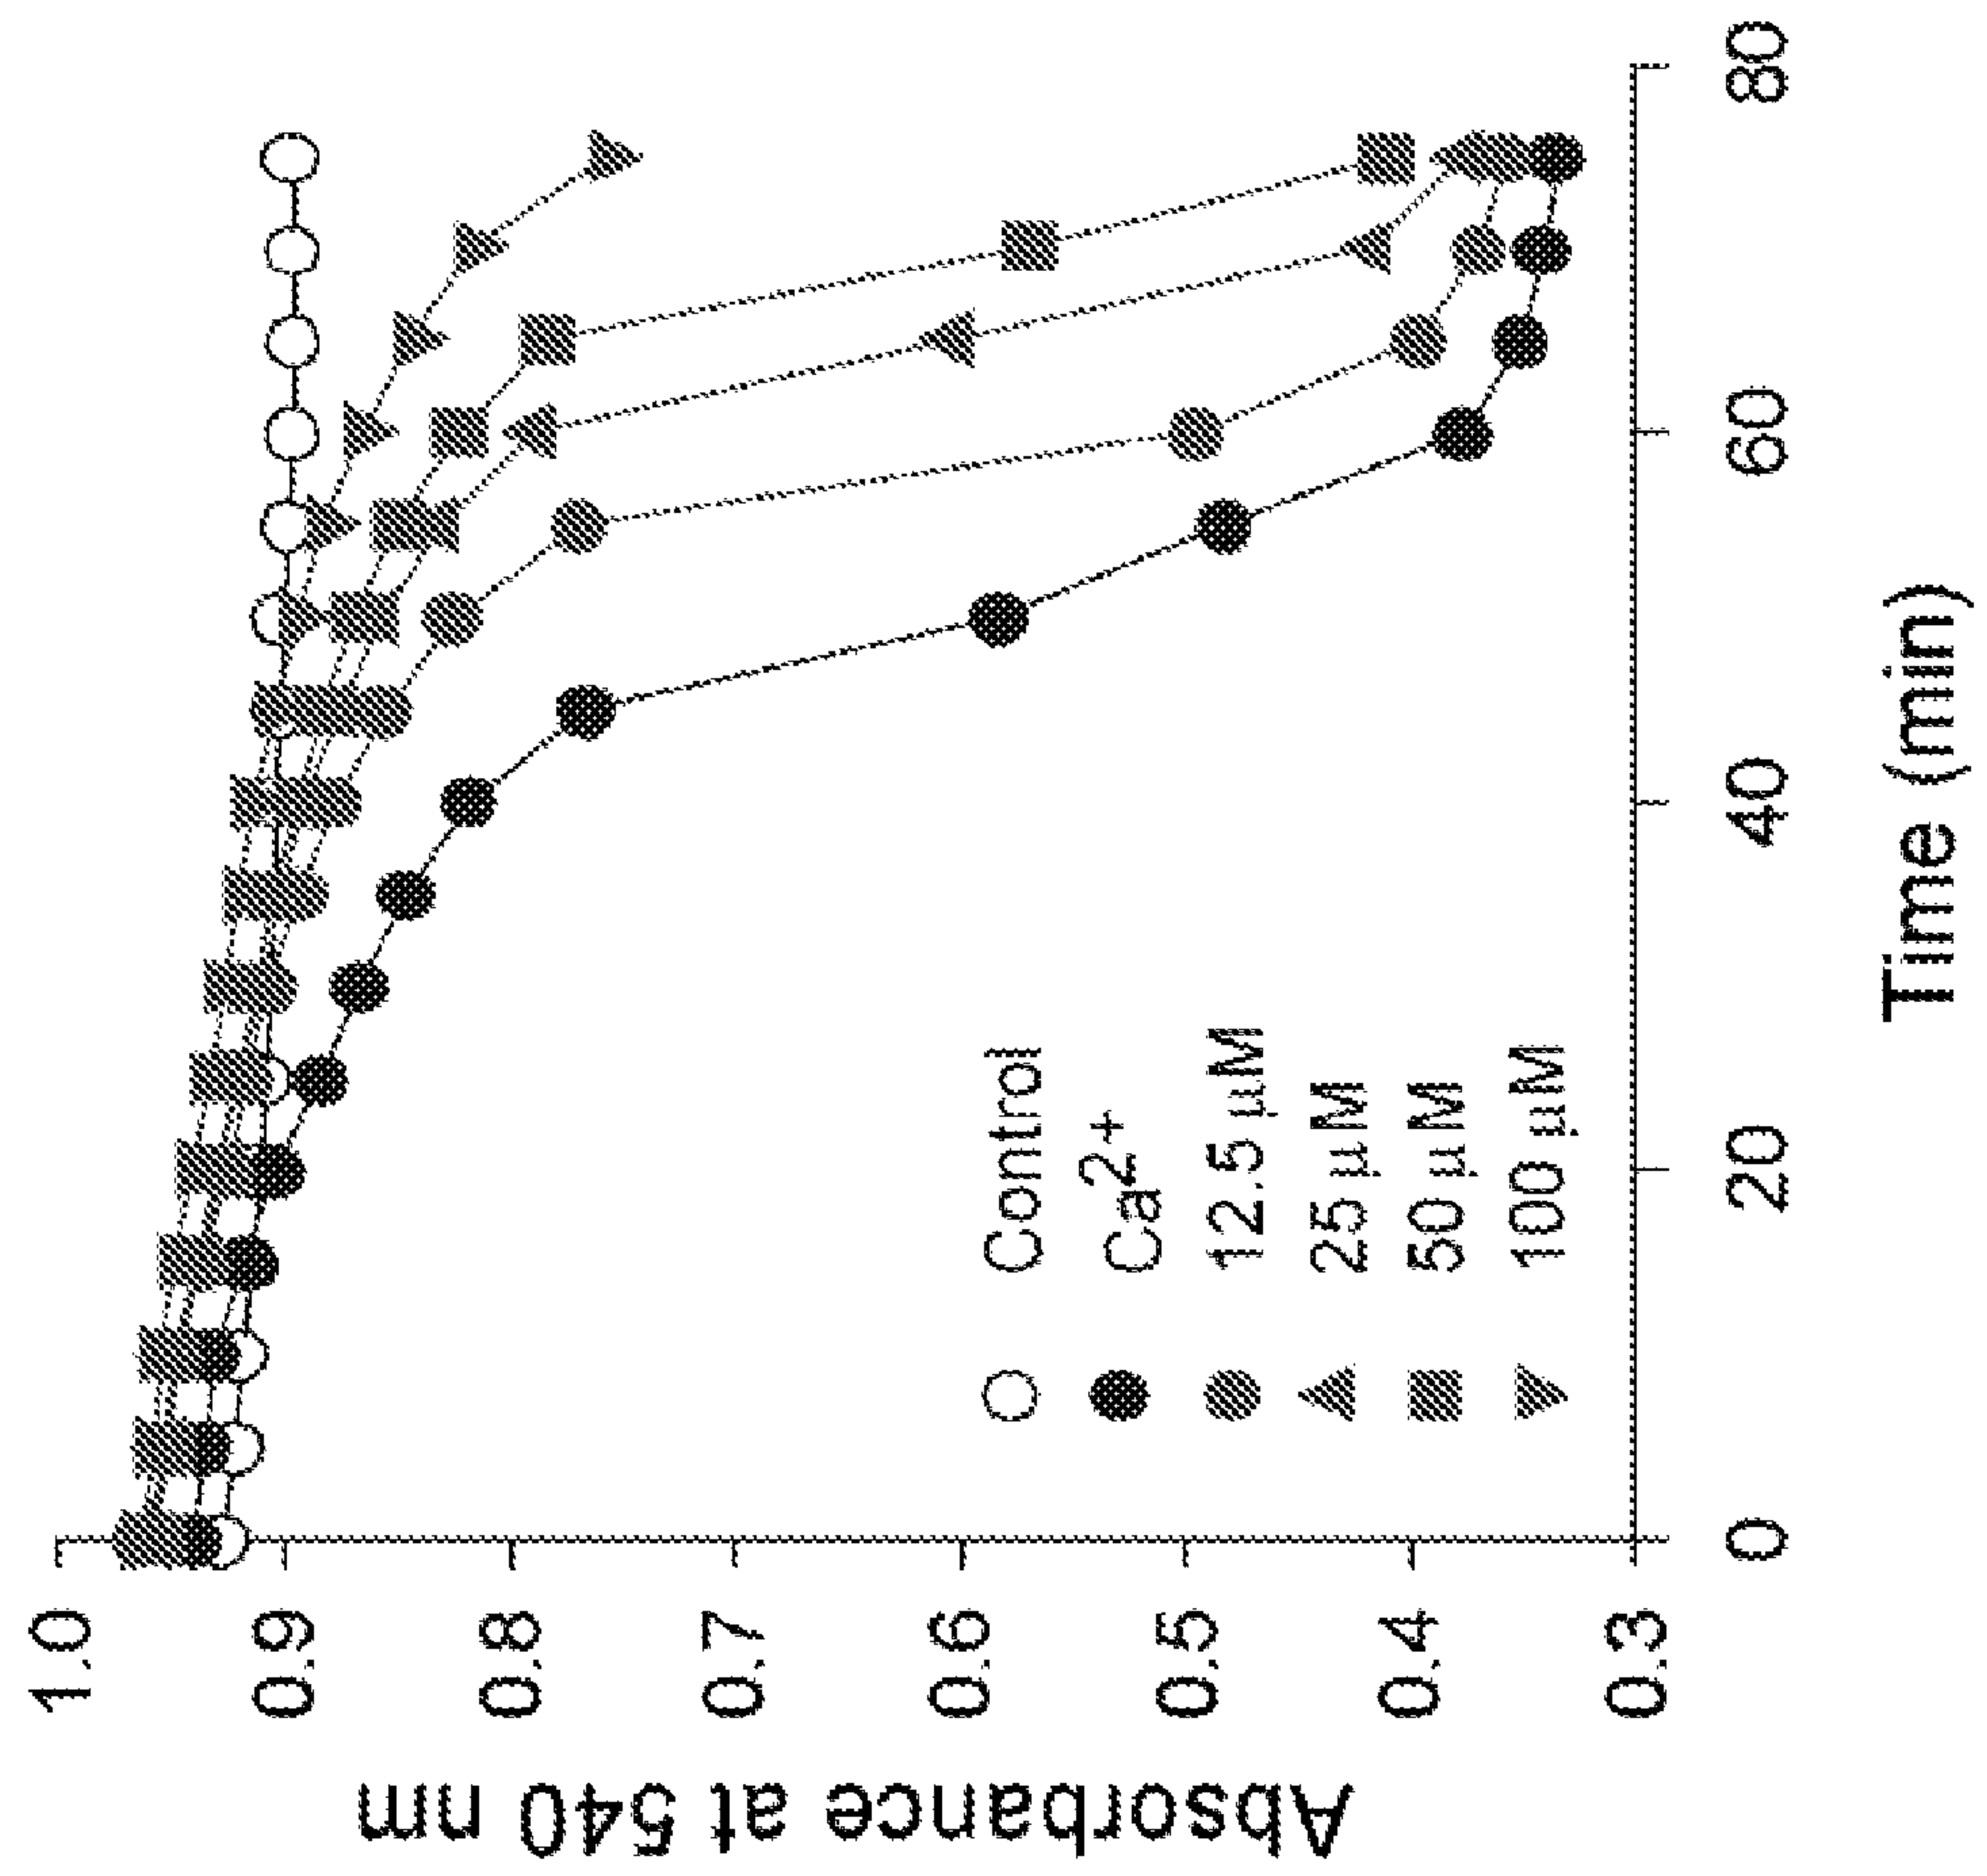 Absorbance at 540 nm
1.0
0.9
0.8
0.7
0.6
0.5
0.4
0.3
Control
Ca2+
12.5 μM
25 μM
50 μM
100 μM
0
20
40
60
80
Time (min)